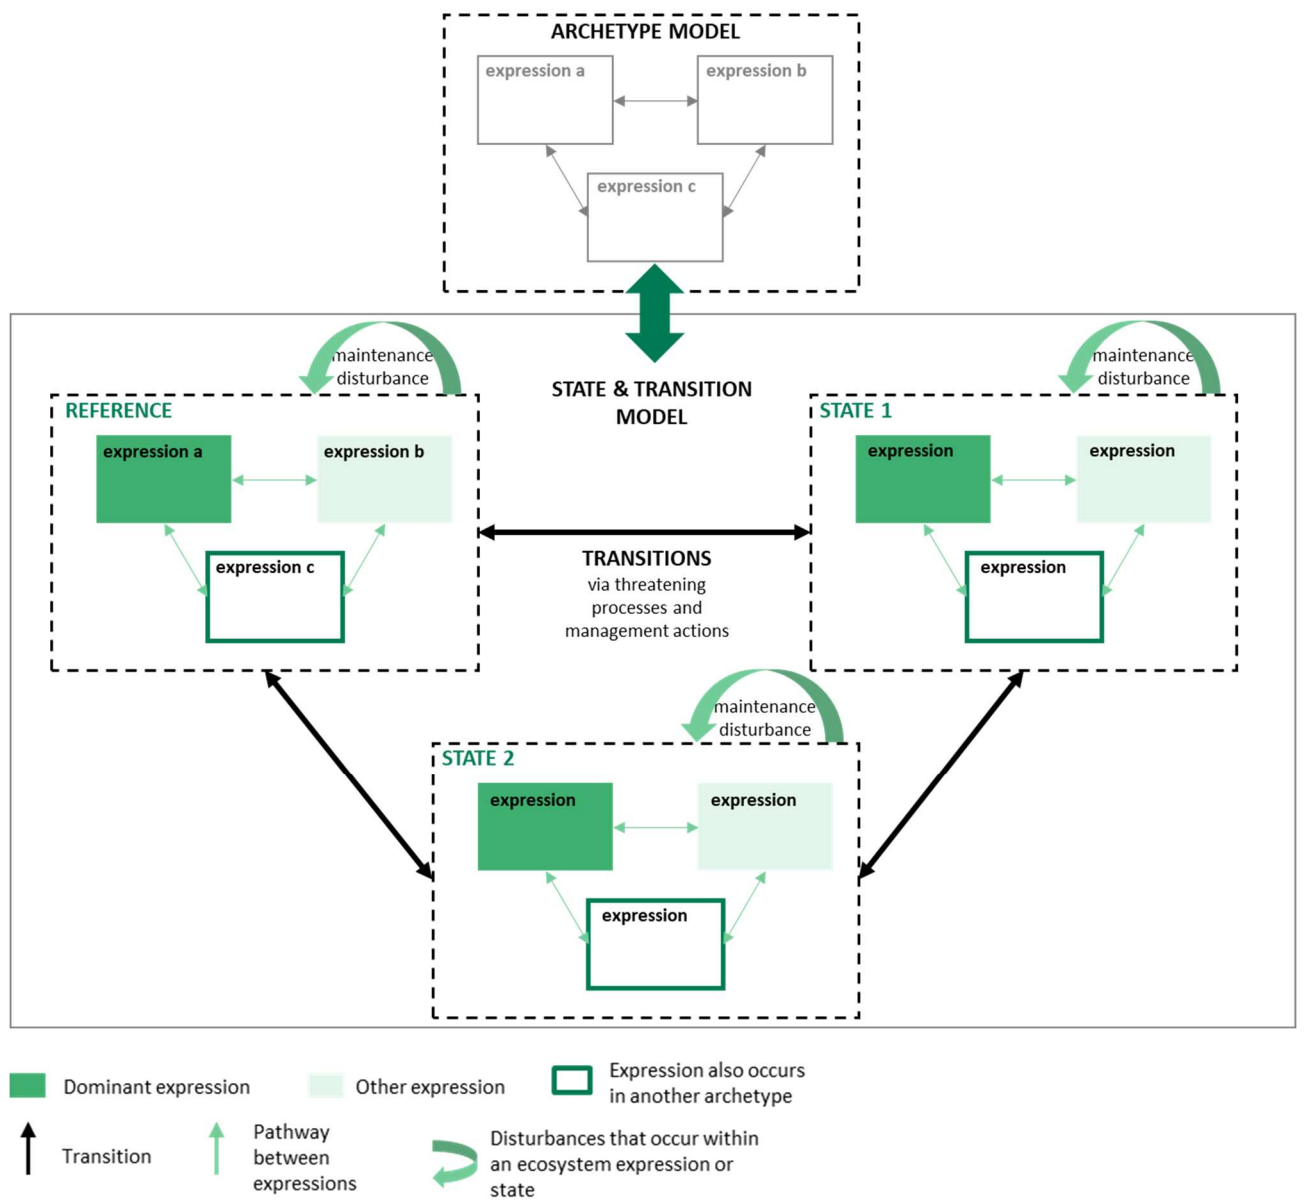 ARCHETYPE MODEL
expression a
expression b
expression c
maintenance
disturbance
maintenance
disturbance
STATE & TRANSITION
MODEL
REFERENCE
expression a
expression b
expression c
STATE 1
expression
expression
expression
TRANSITIONS
via threatening
processes and
management actions
maintenance
disturbance
STATE 2
expression
expression
expression
Dominant expression
Other expression
Expression also occurs
in another archetype
Transition
Pathway
between
expressions
Disturbances that occur within
an ecosystem expression or
state